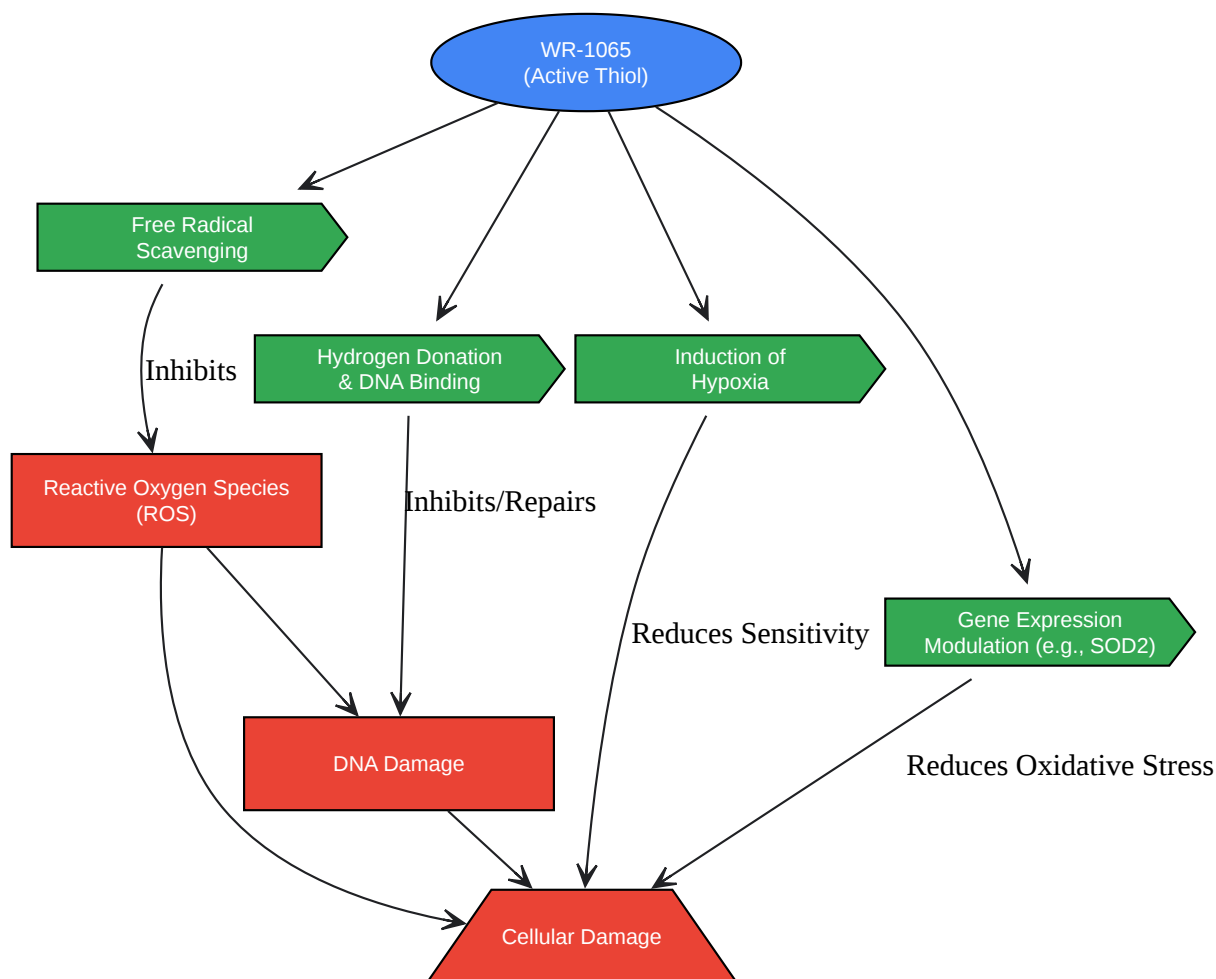 WR-1065
(Active Thiol)
Free Radical
Scavenging
Inhibits
Hydrogen Donation
& DNA Binding
Induction of
Hypoxia
Reactive Oxygen Species
(ROS)
Inhibits/Repairs
Reduces Sensitivity
Gene Expression
Modulation (e.g., SOD2)
DNA Damage
Reduces Oxidative Stress
Cellular Damage